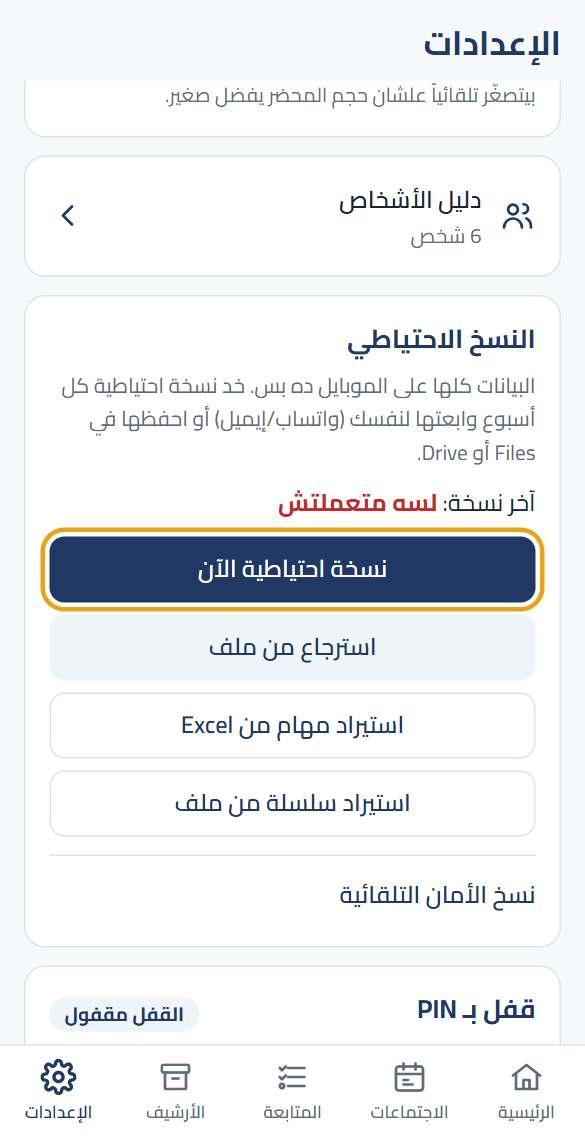 الإعدادات
بيتصغّر تلقائياً علشان حجم المحضر يفضل صغير.
دليل الأشخاص
6 شخص
النسخ الاحتياطي
البيانات كلها على الموبايل ده بس. خد نسخة احتياطية كل
أسبوع وابعتها لنفسك (واتساب/إيميل) أو احفظها في
Files أو Drive.
آخر نسخة: لسه متعملتش
نسخة احتياطية الآن
استرجاع من ملف
استيراد مهام من Excel
استيراد سلسلة من ملف
نسخ الأمان التلقائية
قفل بـ PIN
القفل مقفول
الرئيسية
الاجتماعات
المتابعة
الأرشيف
الإعدادات